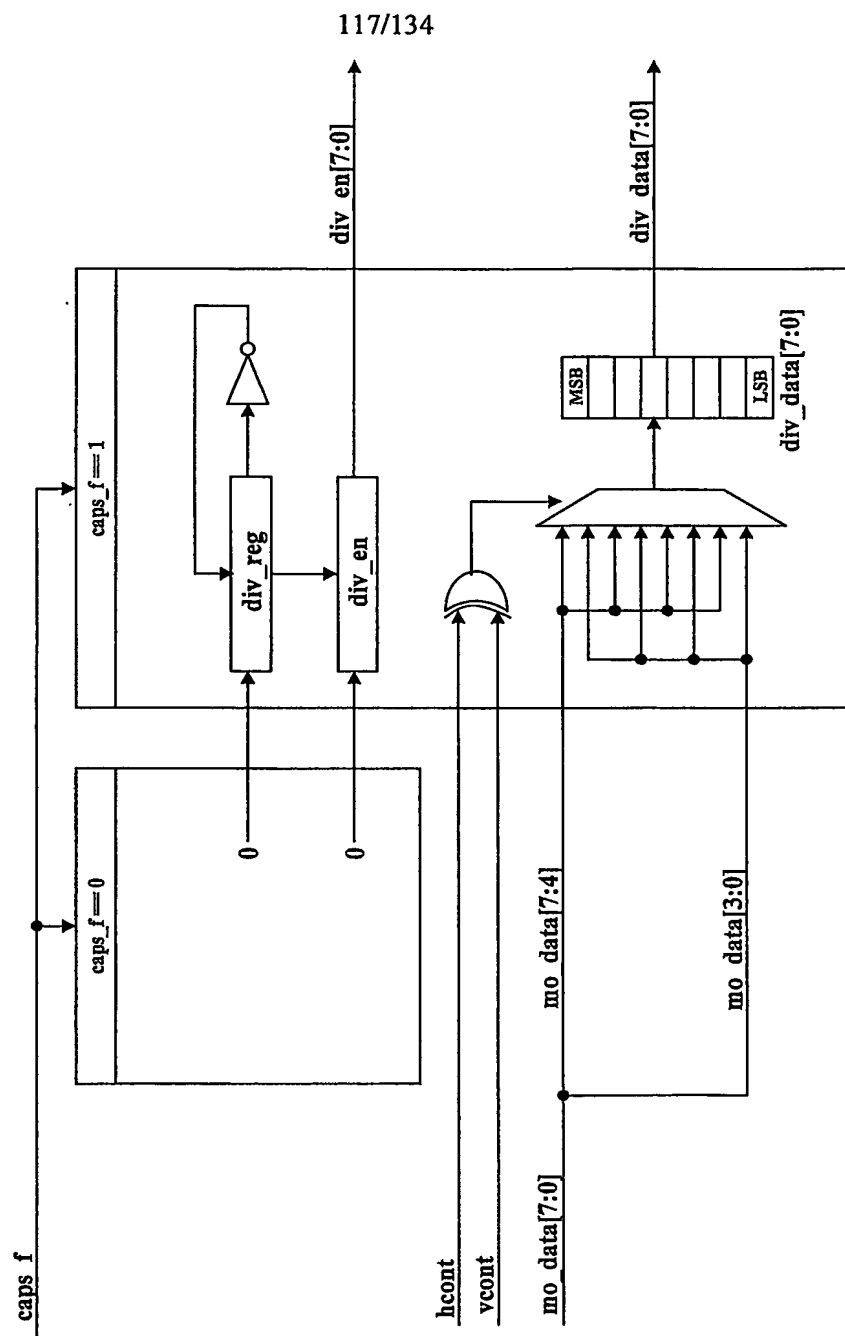 117/134
caps_f
caps_f==0
caps_f==1
0
0
div_reg
div_en
div_en[7:0]
hcont
vcont
mo_data[7:0]
mo_data[7:4]
mo_data[3:0]
MSB
LSB
div_data[7:0]
div_data[7:0]